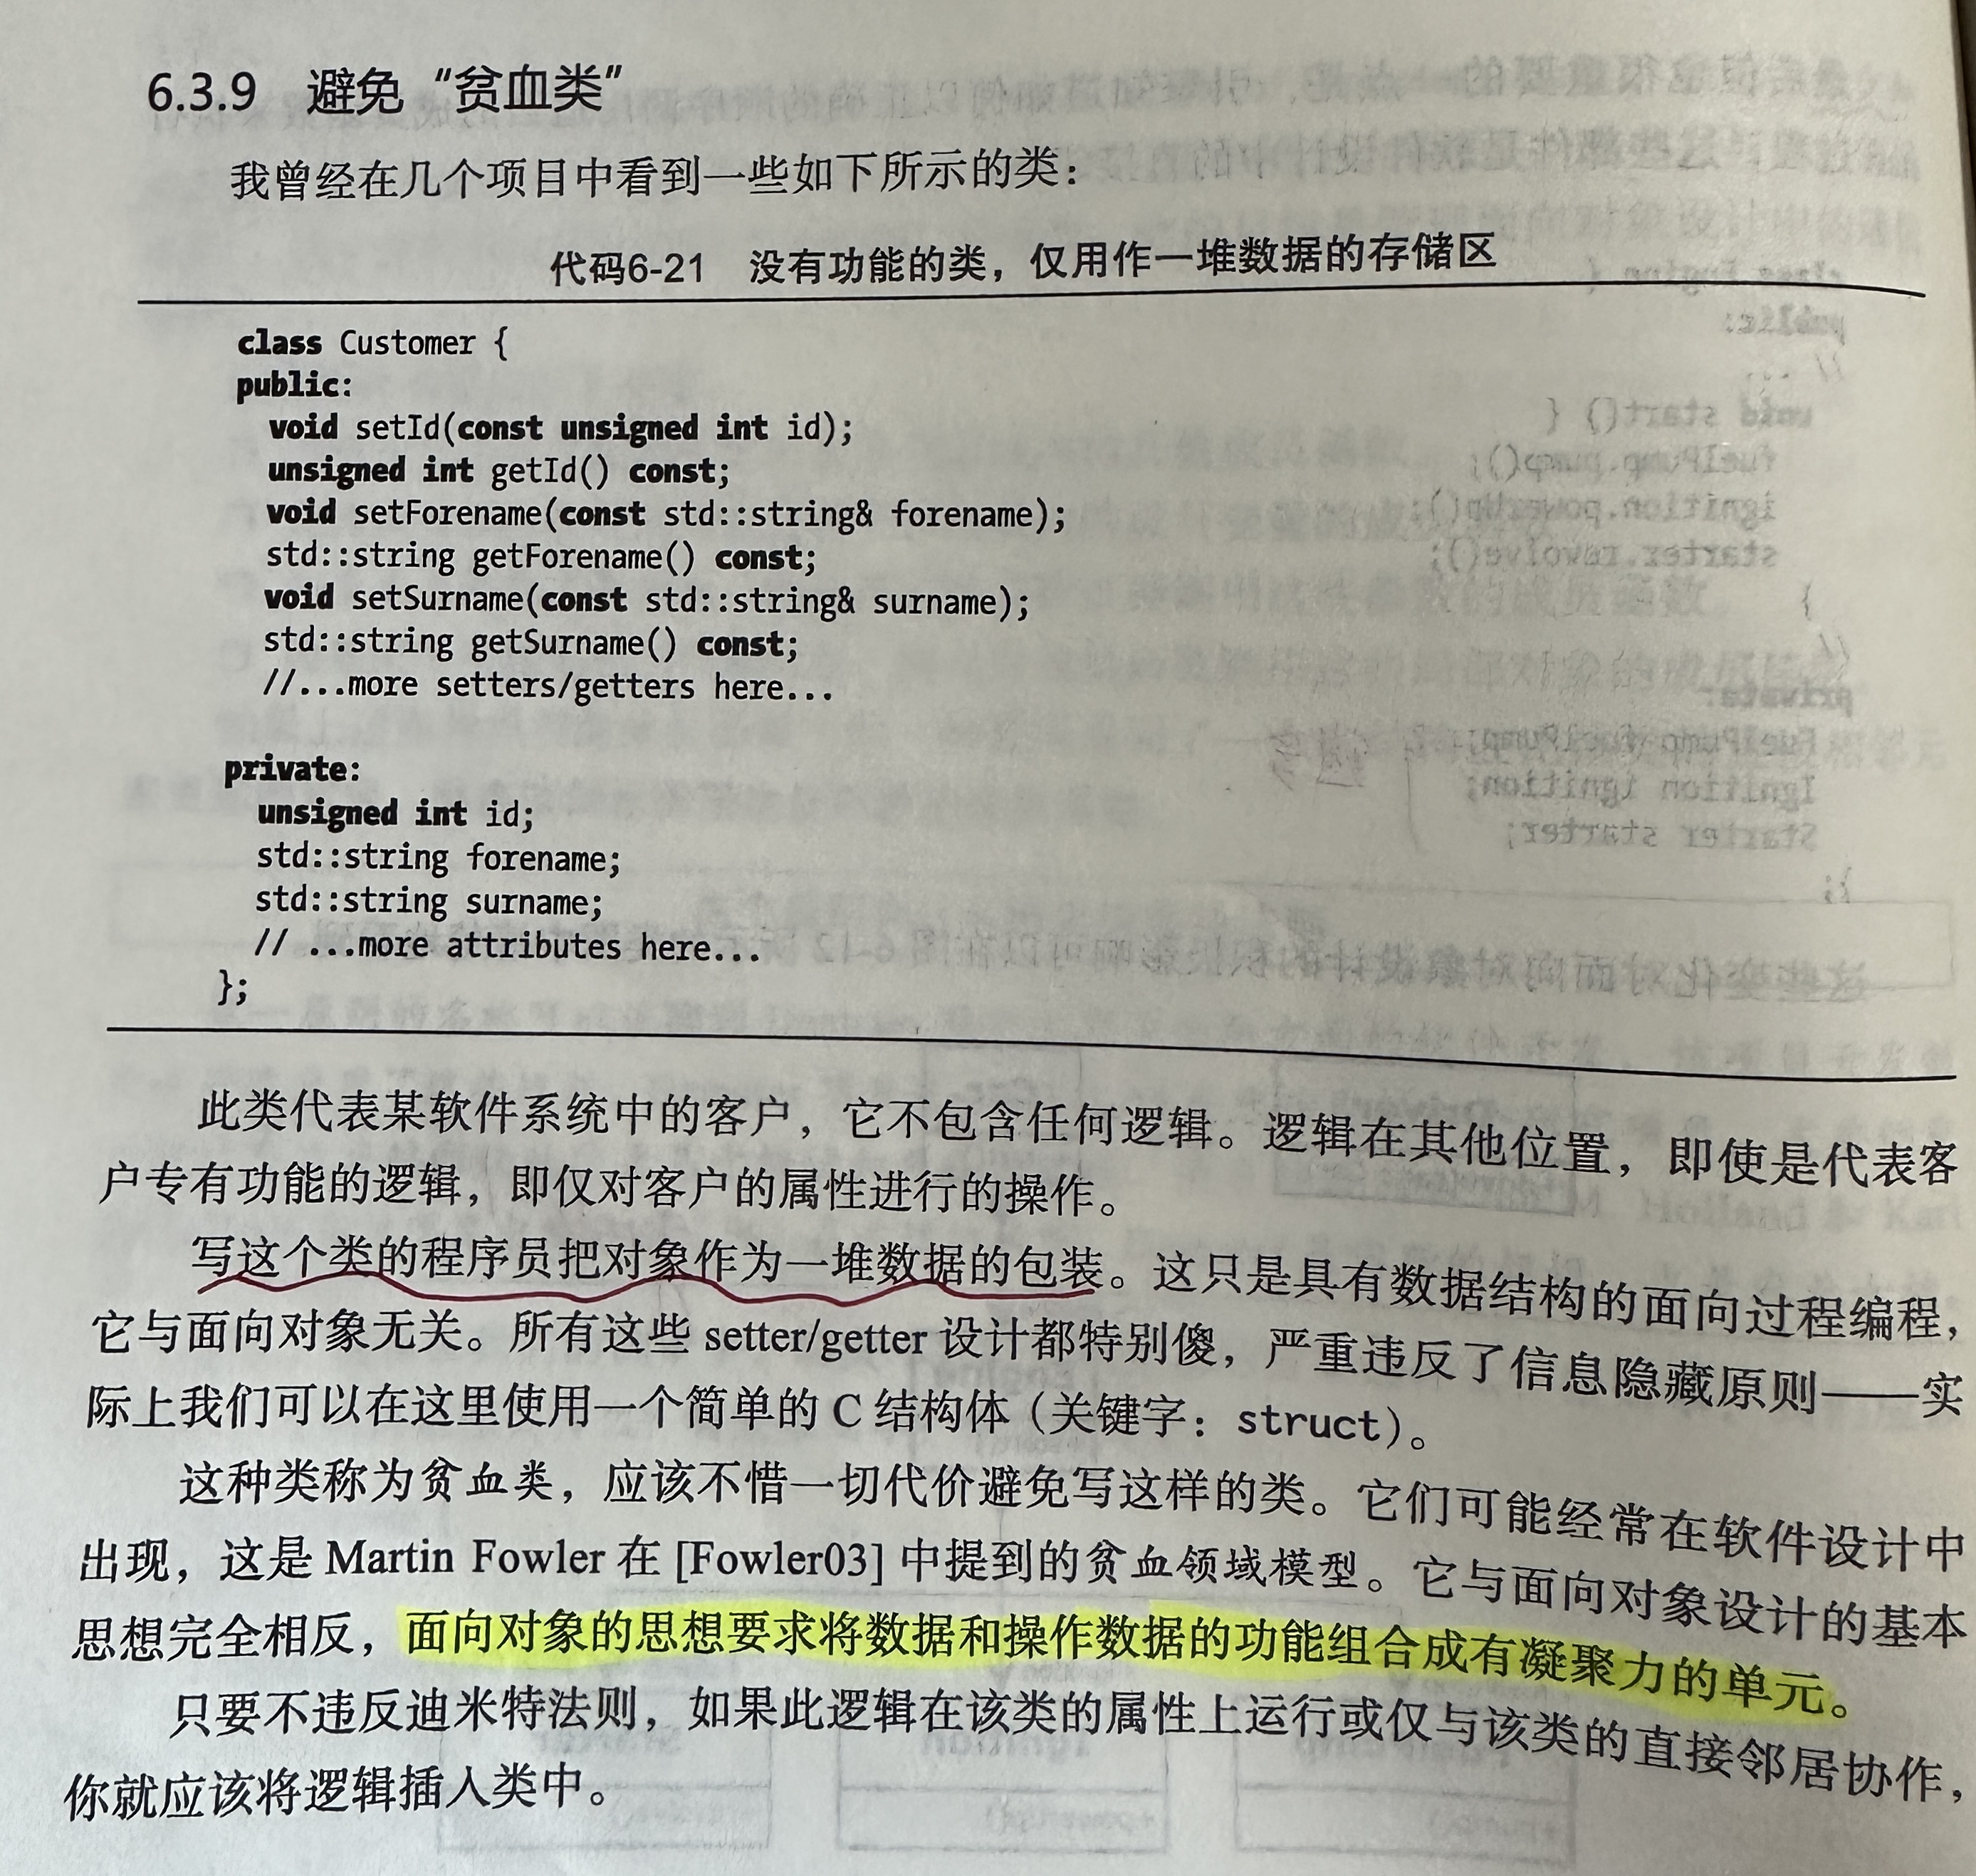 6.3.9 避免“贫血类”
我曾经在几个项目中看到一些如下所示的类：
代码6-21 没有功能的类，仅用作一堆数据的存储区
class Customer {
public:
void setId(const unsigned int id);
unsigned int getId() const;
void setForename(const std::string& forename);
std::string getForename() const;
void setSurname(const std::string& surname);
std::string getSurname() const;
//...more setters/getters here...
private:
unsigned int id;
std::string forename;
std::string surname;
// ...more attributes here...
};
此类代表某软件系统中的客户，它不包含任何逻辑。逻辑在其他位置，即使是代表客
户专有功能的逻辑，即仅对客户的属性进行的操作。
写这个类的程序员把对象作为一堆数据的包装。这只是具有数据结构的面向过程编程，
它与面向对象无关。所有这些 setter/getter 设计都特别傻，严重违反了信息隐藏原则——实
际上我们可以在这里使用一个简单的 C 结构体（关键字：struct）。
这种类称为贫血类，应该不惜一切代价避免写这样的类。它们可能经常在软件设计中
出现，这是 Martin Fowler 在 [Fowler03] 中提到的贫血领域模型。它与面向对象设计的基本
思想完全相反，面向对象的思想要求将数据和操作数据的功能组合成有凝聚力的单元。
只要不违反迪米特法则，如果此逻辑在该类的属性上运行或仅与该类的直接邻居协作，
你就应该将逻辑插入类中。